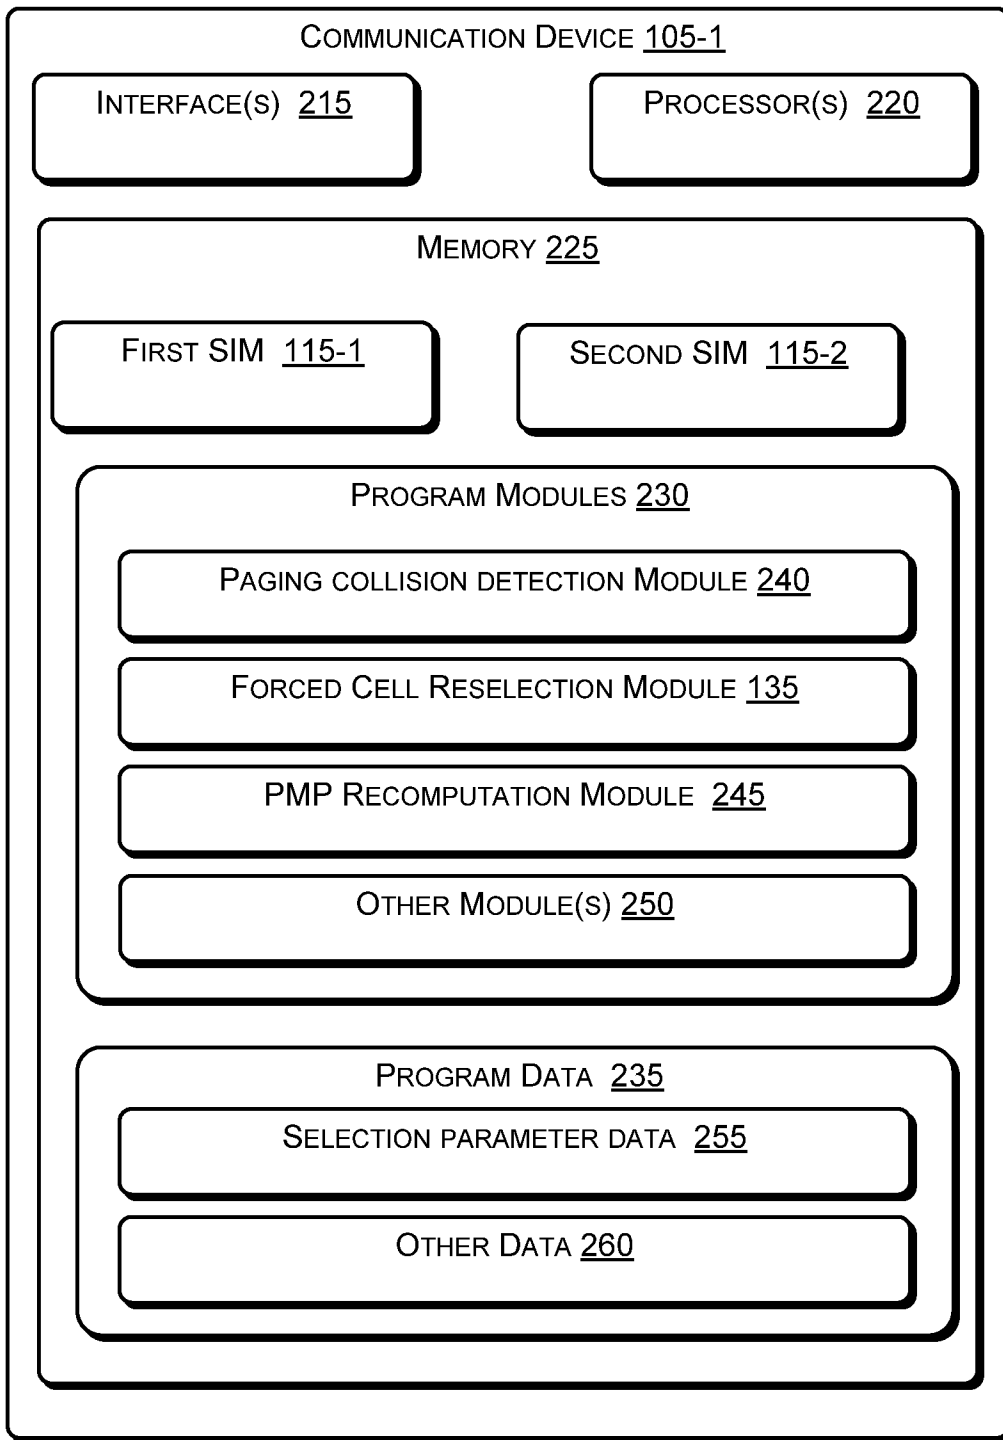 COMMUNICATION DEVICE 105-1
INTERFACE(S) 215
PROCESSOR(S) 220
MEMORY 225
FIRST SIM 115-1
SECOND SIM 115-2
PROGRAM MODULES 230
PAGING COLLISION DETECTION MODULE 240
FORCED CELL RESELECTION MODULE 135
PMP RECOMPUTATION MODULE 245
OTHER MODULE(S) 250
PROGRAM DATA 235
SELECTION PARAMETER DATA 255
OTHER DATA 260